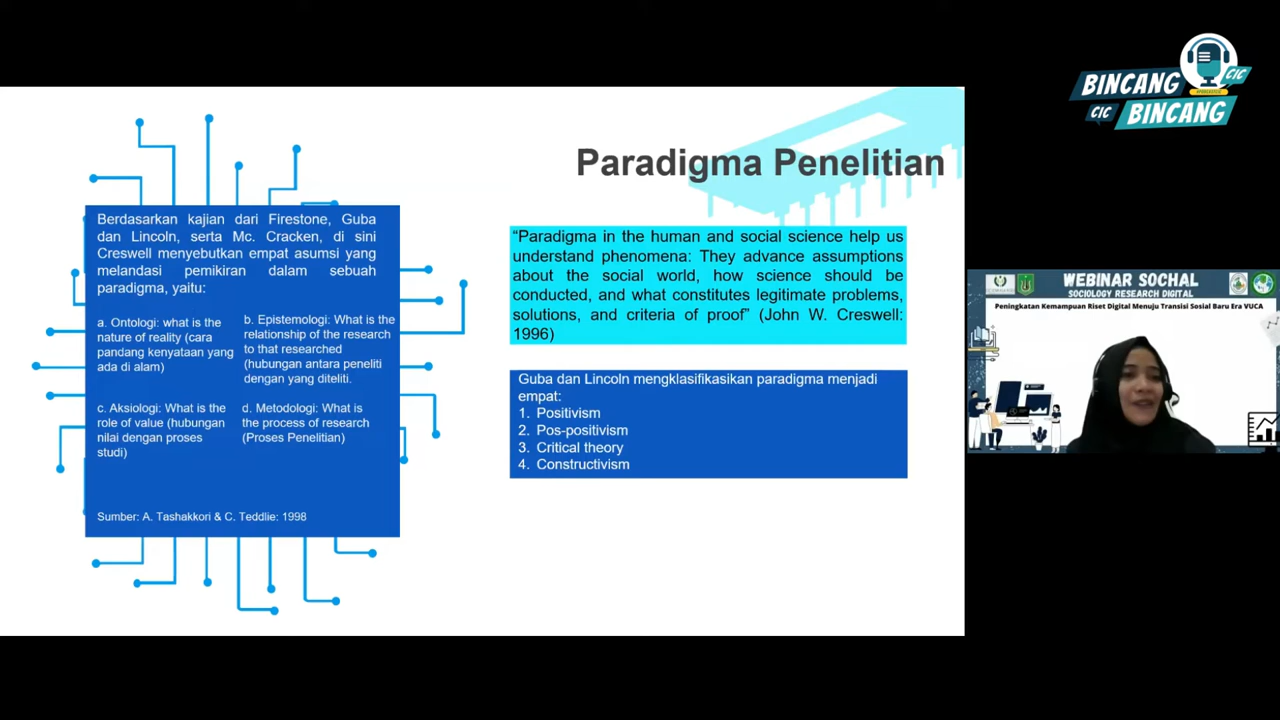 BINCANG
CIC
CIC
BINCANG
Paradigma Penelitian
Berdasarkan kajian dari Firestone, Guba
dan Lincoln, serta Mc. Cracken, di sini
Creswell menyebutkan empat asumsi yang
melandasi pemikiran dalam sebuah
paradigma, yaitu:
a. Ontologi: what is the
nature of reality (cara
pandang kenyataan yang
ada di alam)
b. Epistemologi: What is the
relationship of the research
to that researched
(hubungan antara peneliti
dengan yang diteliti.
c. Aksiologi: What is the
role of value (hubungan
nilai dengan proses
studi)
d. Metodologi: What is
the process of research
(Proses Penelitian)
Sumber: A. Tashakkori & C. Teddlie: 1998
“Paradigma in the human and social science help us
understand phenomena: They advance assumptions
about the social world, how science should be
conducted, and what constitutes legitimate problems,
solutions, and criteria of proof” (John W. Creswell:
1996)
Guba dan Lincoln mengklasifikasikan paradigma menjadi
empat:
1. Positivism
2. Pos-positivism
3. Critical theory
4. Constructivism
WEBINAR SOCHAL
SOCIOLOGY RESEARCH DIGITAL
Peningkatan Kemampuan Riset Digital Menuju Transisi Sosial Baru Era VUCA